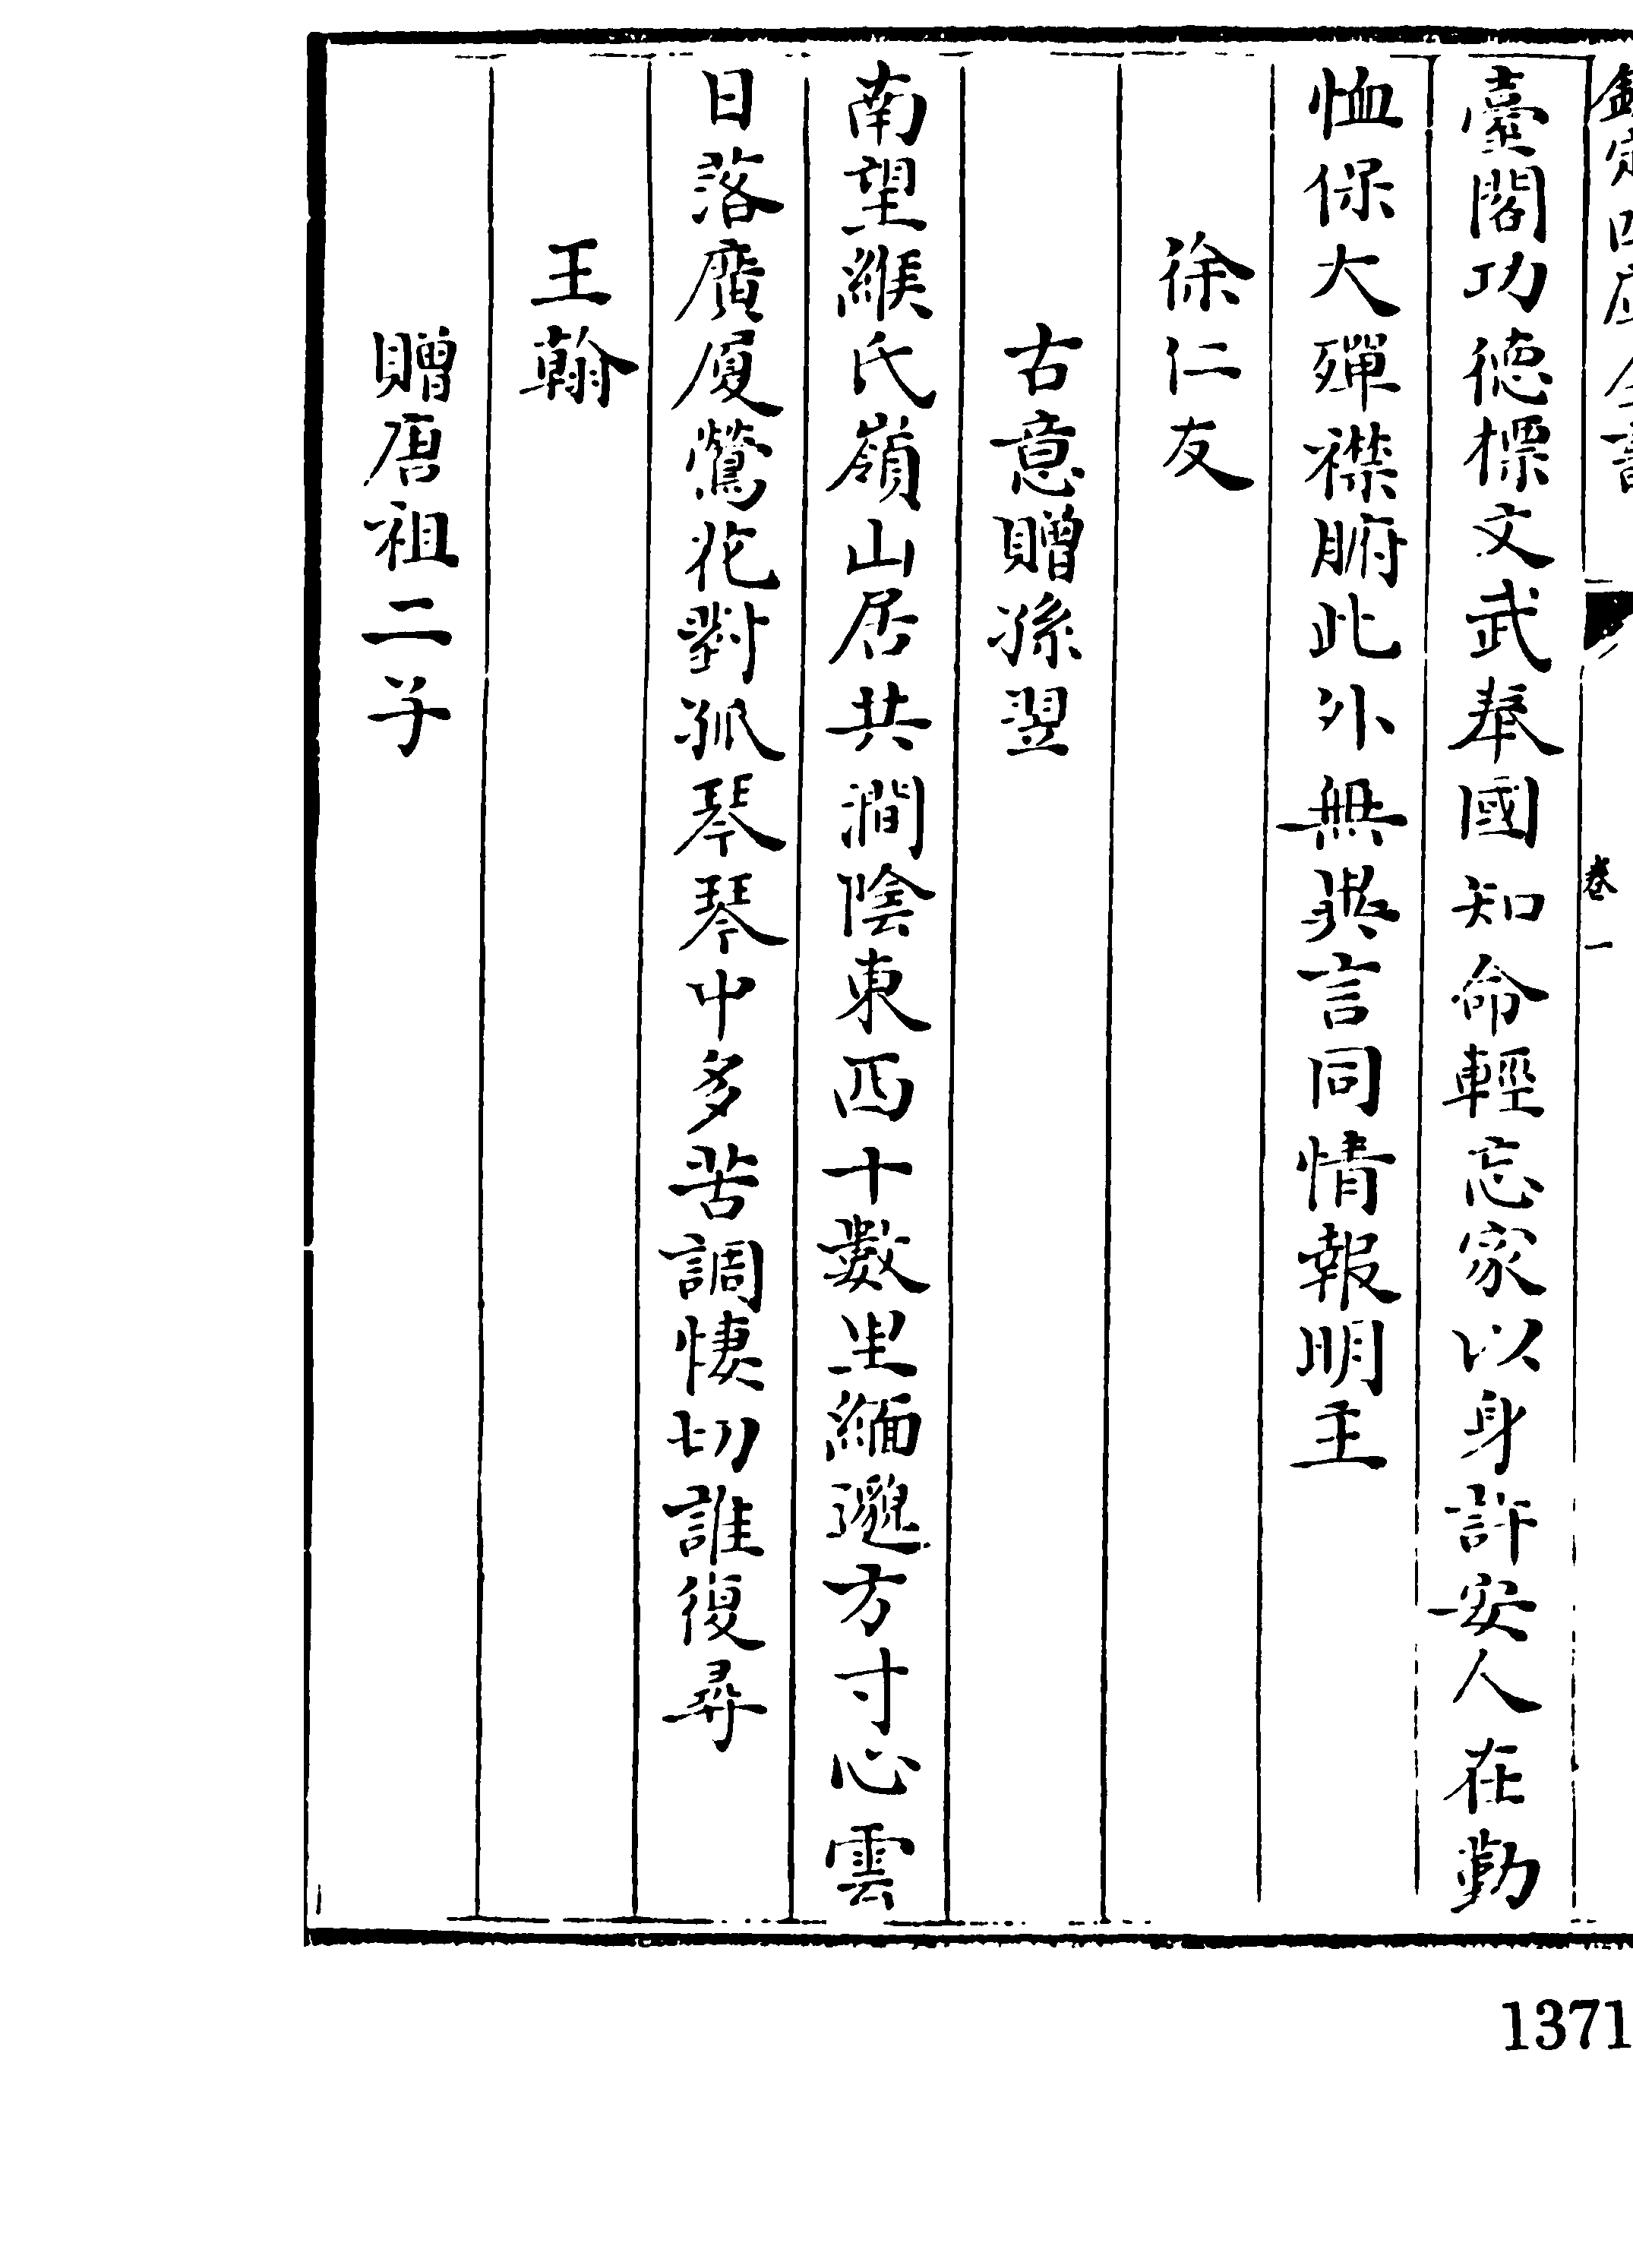 欽定四庫全書 卷一
臺閣功德標文武奉國知命輕忘家以身許安人在勤
恤保大殫襟腑此外無與言同情報明主
徐仁友
古意贈孫翌
南望緱氏嶺山居共澗陰東西十數里緬邈方寸心雲
日落廣厦鶯花對孤琴琴中多苦調悽切誰復尋
王翰
贈唐祖二子
1371